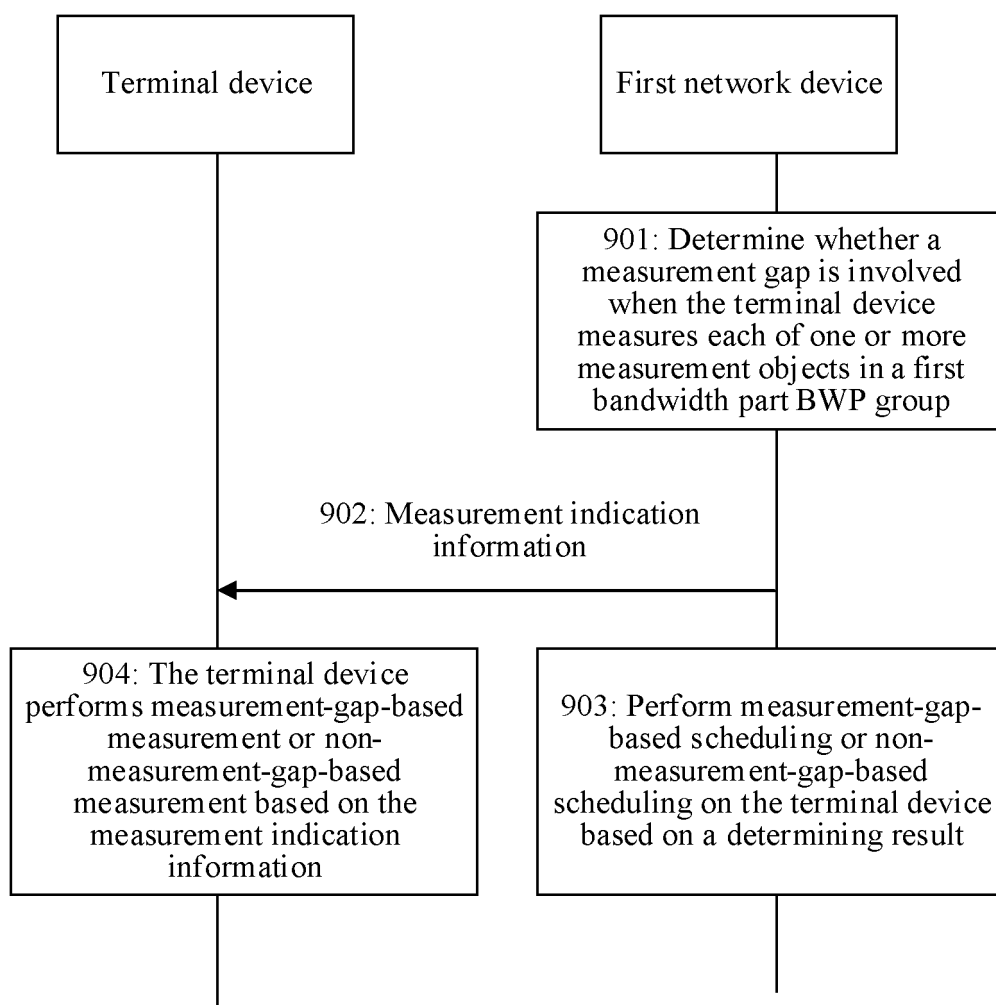 Terminal device
First network device
901: Determine whether a
measurement gap is involved
when the terminal device
measures each of one or more
measurement objects in a first
bandwidth part BWP group
902: Measurement indication
information
904: The terminal device
performs measurement-gap-based
measurement or non-
measurement-gap-based
measurement based on the
measurement indication
information
903: Perform measurement-gap-
based scheduling or non-
measurement-gap-based
scheduling on the terminal device
based on a determining result